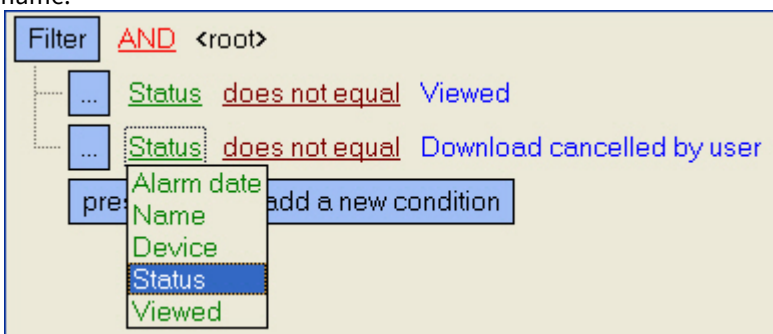 name.
Filter AND <root>
... Status does not equal Viewed
... Status does not equal Download cancelled by user
Alarm date
pre add a new condition
Name
Device
Status
Viewed